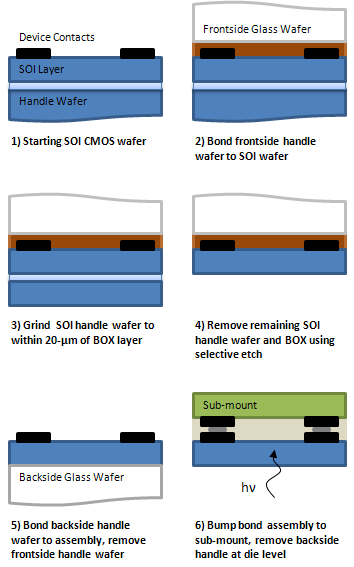 Device Contacts
SOI Layer
Handle Wafer
1) Starting SOI CMOS wafer
Frontside Glass Wafer
2) Bond frontside handle
wafer to SOI wafer
3) Grind SOI handle wafer to
within 20-μm of BOX layer
4) Remove remaining SOI
handle wafer and BOX using
selective etch
Backside Glass Wafer
5) Bond backside handle
wafer to assembly, remove
frontside handle wafer
Sub-mount
hν
6) Bump bond assembly to
sub-mount, remove backside
handle at die level